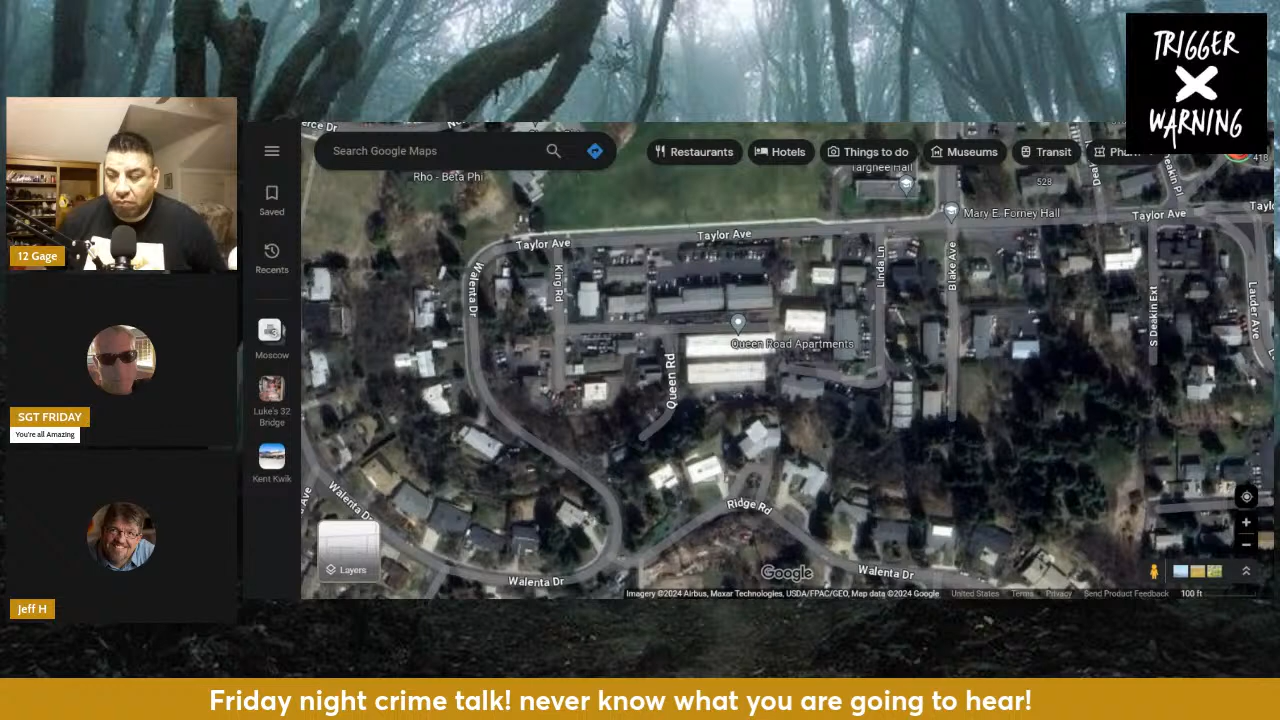 TRIGGER
WARNING
12 Gage
SGT FRIDAY
You're all Amazing
Jeff H
Saved
Recents
Moscow
Luke's 32
Bridge
Kent Kwik
Search Google Maps
Restaurants
Hotels
Things to do
Museums
Transit
418
Rho - Beta Phi
Targhee Hall
528
Mary E. Forney Hall
Deakin Pl
Taylor Ave
Taylor Ave
Taylor Ave
Walenta Dr
King Rd
Linda Ln
Blake Ave
S Deakin Ext
Lauder Ave
Queen Road Apartments
Queen Rd
Ridge Rd
Walenta Dr
Walenta Dr
Walenta Dr
Layers
Google
Imagery ©2024 Airbus, Maxar Technologies, USDA/FPAC/GEO, Map data ©2024 Google
United States
Terms
Privacy
Send Product Feedback
100 ft
Friday night crime talk! never know what you are going to hear!